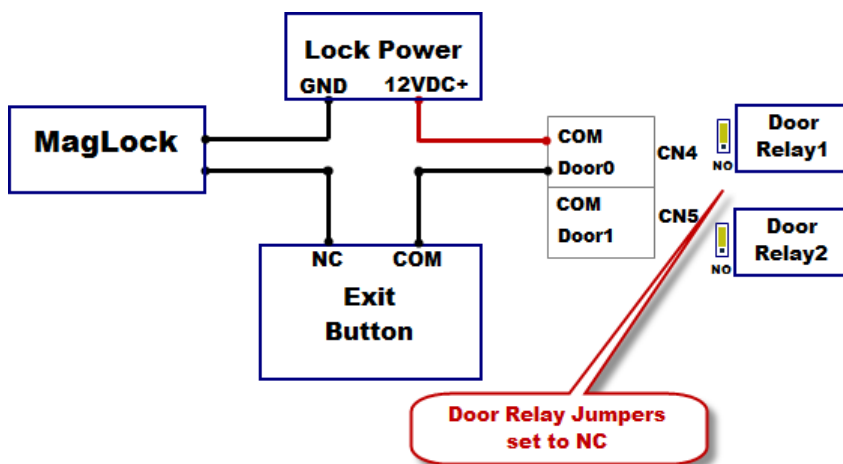 Lock Power
GND 12VDC+
MagLock
COM
Door0
CN4
COM
Door1
CN5
Door
Relay1
NO
Door
Relay2
NO
NC COM
Exit
Button
Door Relay Jumpers
set to NC